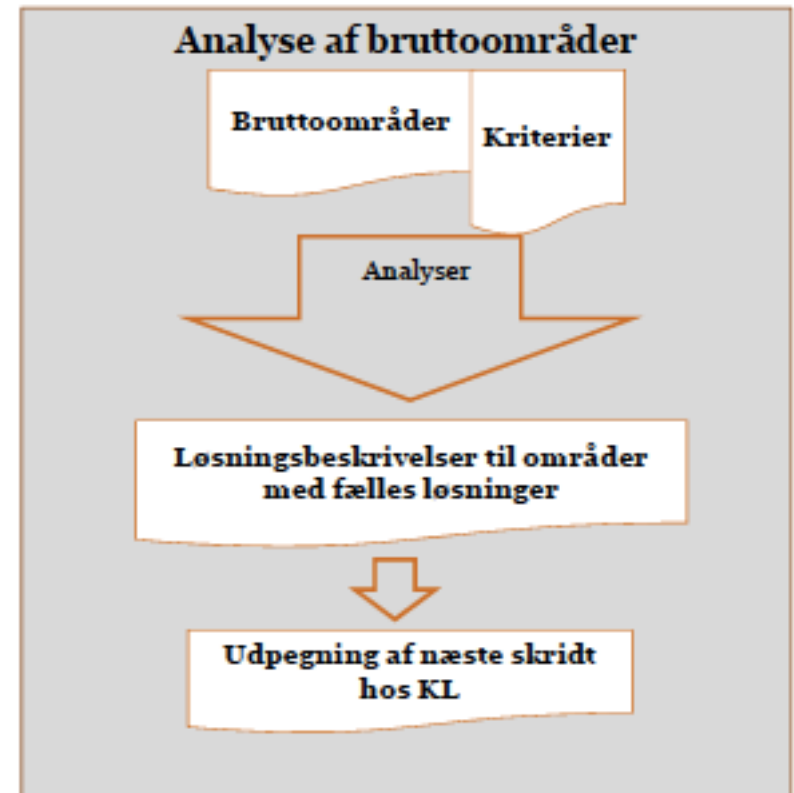 Analyse af bruttoområder
Bruttoområder
Kriterier
Analyser
Løsningsbeskrivelser til områder
med fælles løsninger
Udpegning af næste skridt
hos KL